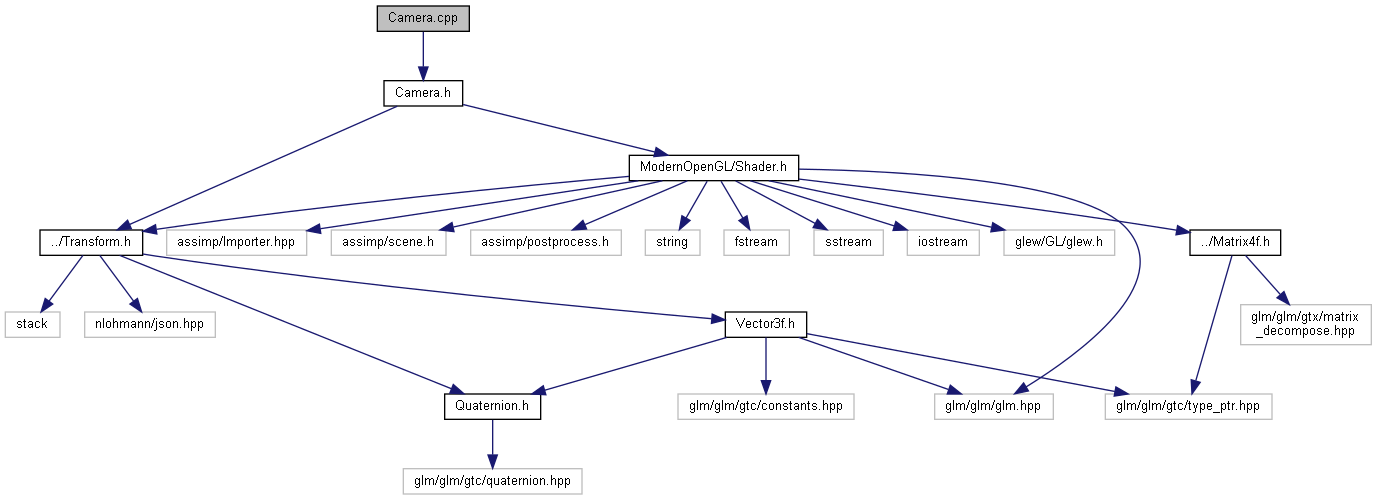 Camera.cpp
Camera.h
ModernOpenGL/Shader.h
../Transform.h
assimp/Importer.hpp
assimp/scene.h
assimp/postprocess.h
string
fstream
sstream
iostream
glew/GL/glew.h
../Matrix4f.h
stack
nlohmann/json.hpp
Vector3f.h
glm/glm/gtx/matrix
_decompose.hpp
Quaternion.h
glm/glm/gtc/constants.hpp
glm/glm/glm.hpp
glm/glm/gtc/type_ptr.hpp
glm/glm/gtc/quaternion.hpp